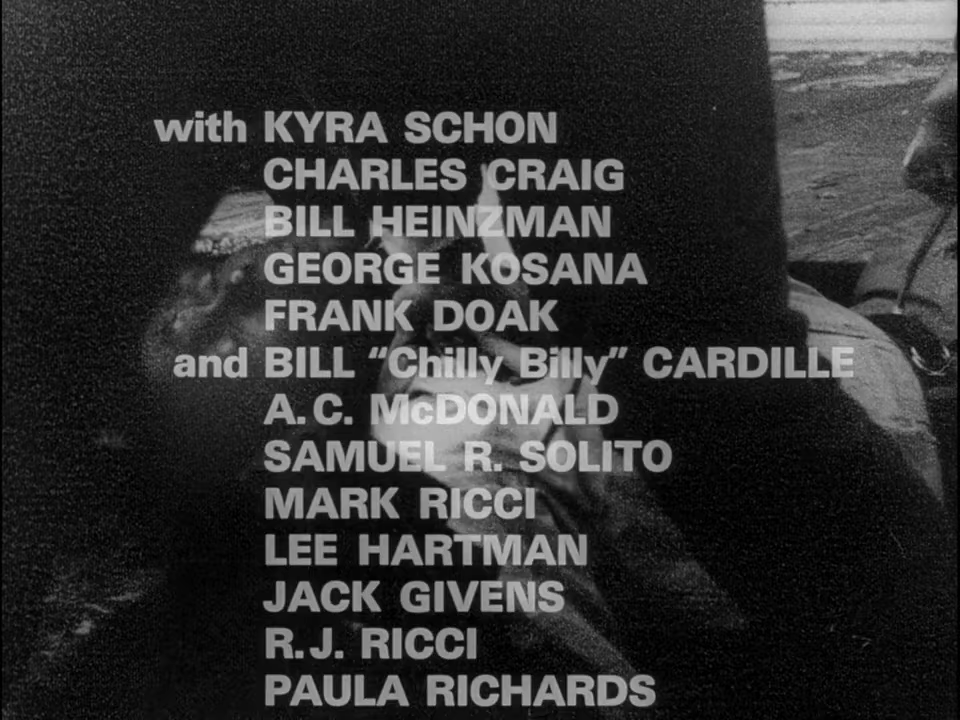 with KYRA SCHON
CHARLES CRAIG
BILL HEINZMAN
GEORGE KOSANA
FRANK DOAK
and BILL “Chilly Billy” CARDILLE
A.C. McDONALD
SAMUEL R. SOLITO
MARK RICCI
LEE HARTMAN
JACK GIVENS
R.J. RICCI
PAULA RICHARDS